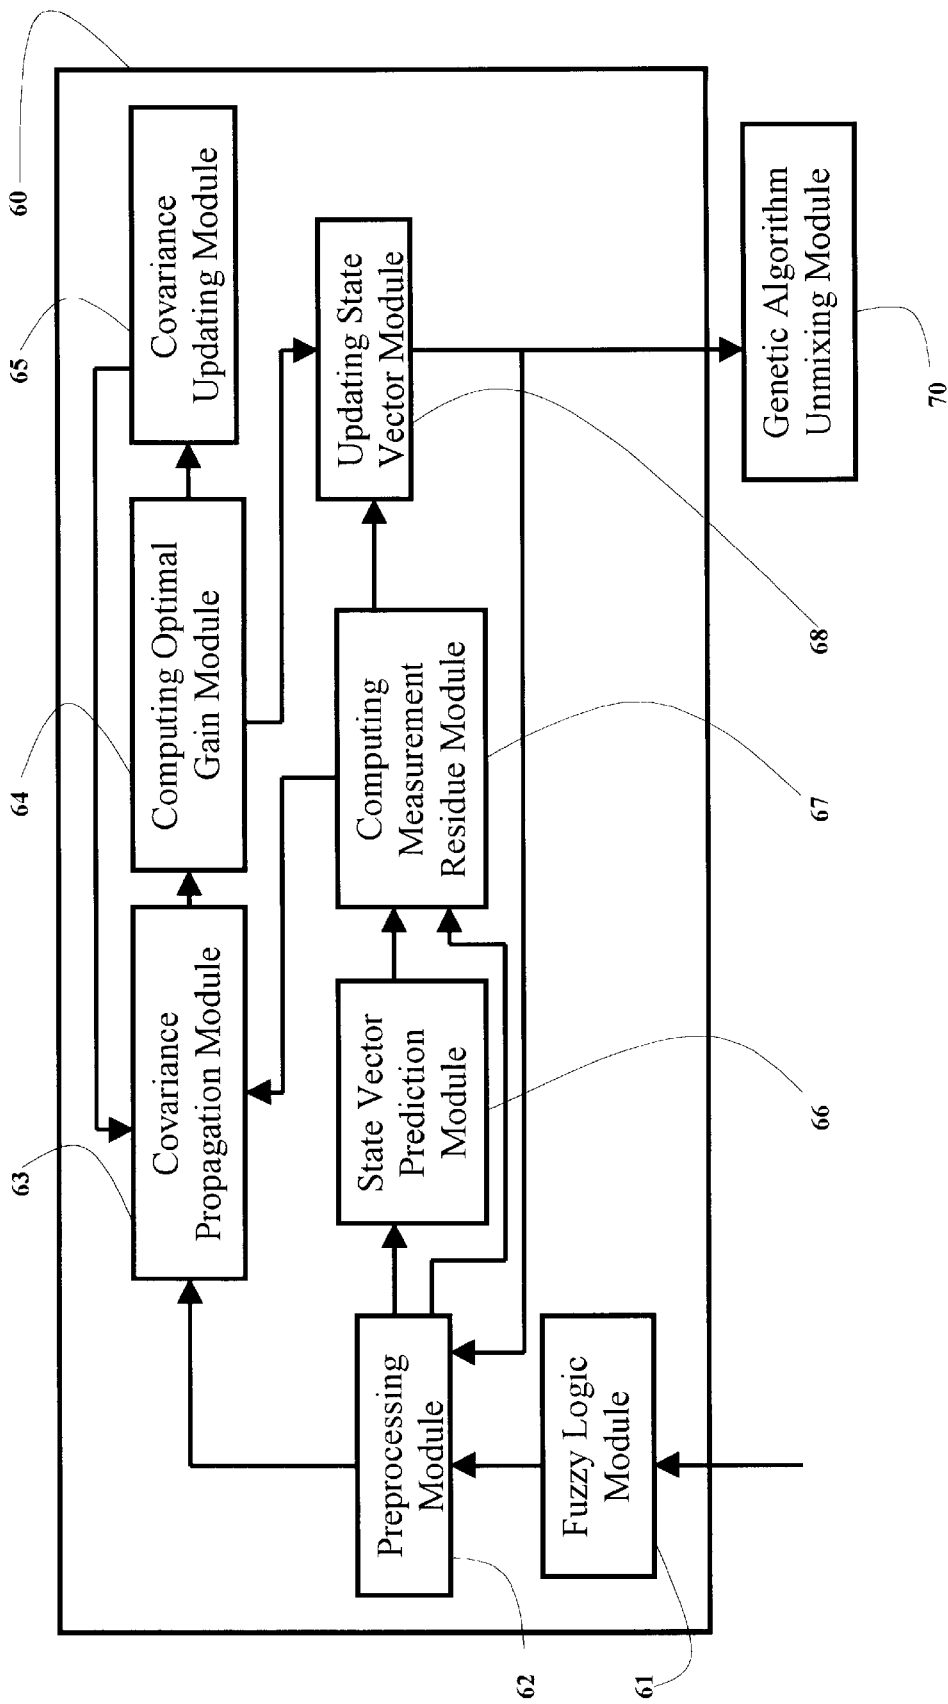 60
65
Covariance
Updating Module
64
Computing Optimal
Gain Module
63
Covariance
Propagation Module
Updating State
Vector Module
68
Computing
Measurement
Residue Module
67
State Vector
Prediction
Module
66
Preprocessing
Module
62
Fuzzy Logic
Module
61
Genetic Algorithm
Unmixing Module
70